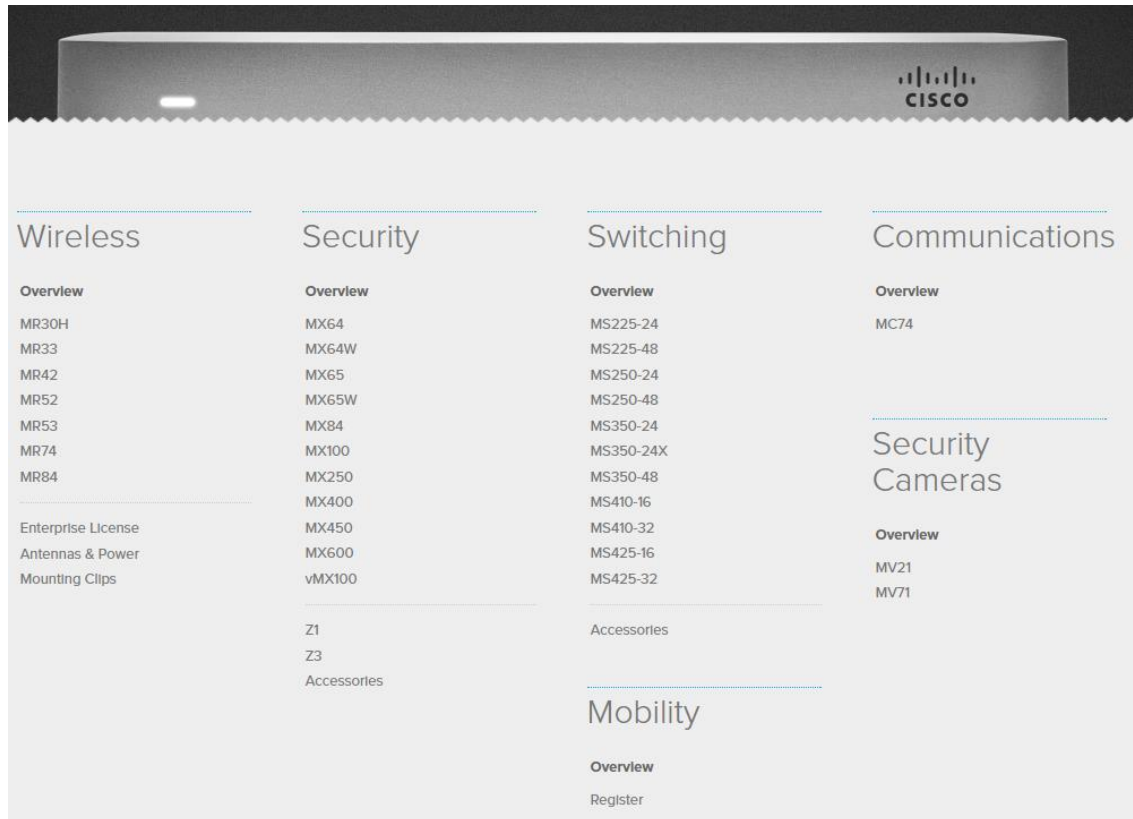 CISCO
Wireless
Overview
MR30H
MR33
MR42
MR52
MR53
MR74
MR84
Enterprise License
Antennas & Power
Mounting Clips
Security
Overview
MX64
MX64W
MX65
MX65W
MX84
MX100
MX250
MX400
MX450
MX600
vMX100
Z1
Z3
Accessories
Switching
Overview
MS225-24
MS225-48
MS250-24
MS250-48
MS350-24
MS350-24X
MS350-48
MS410-16
MS410-32
MS425-16
MS425-32
Accessories
Mobility
Overview
Register
Communications
Overview
MC74
Security
Cameras
Overview
MV21
MV71